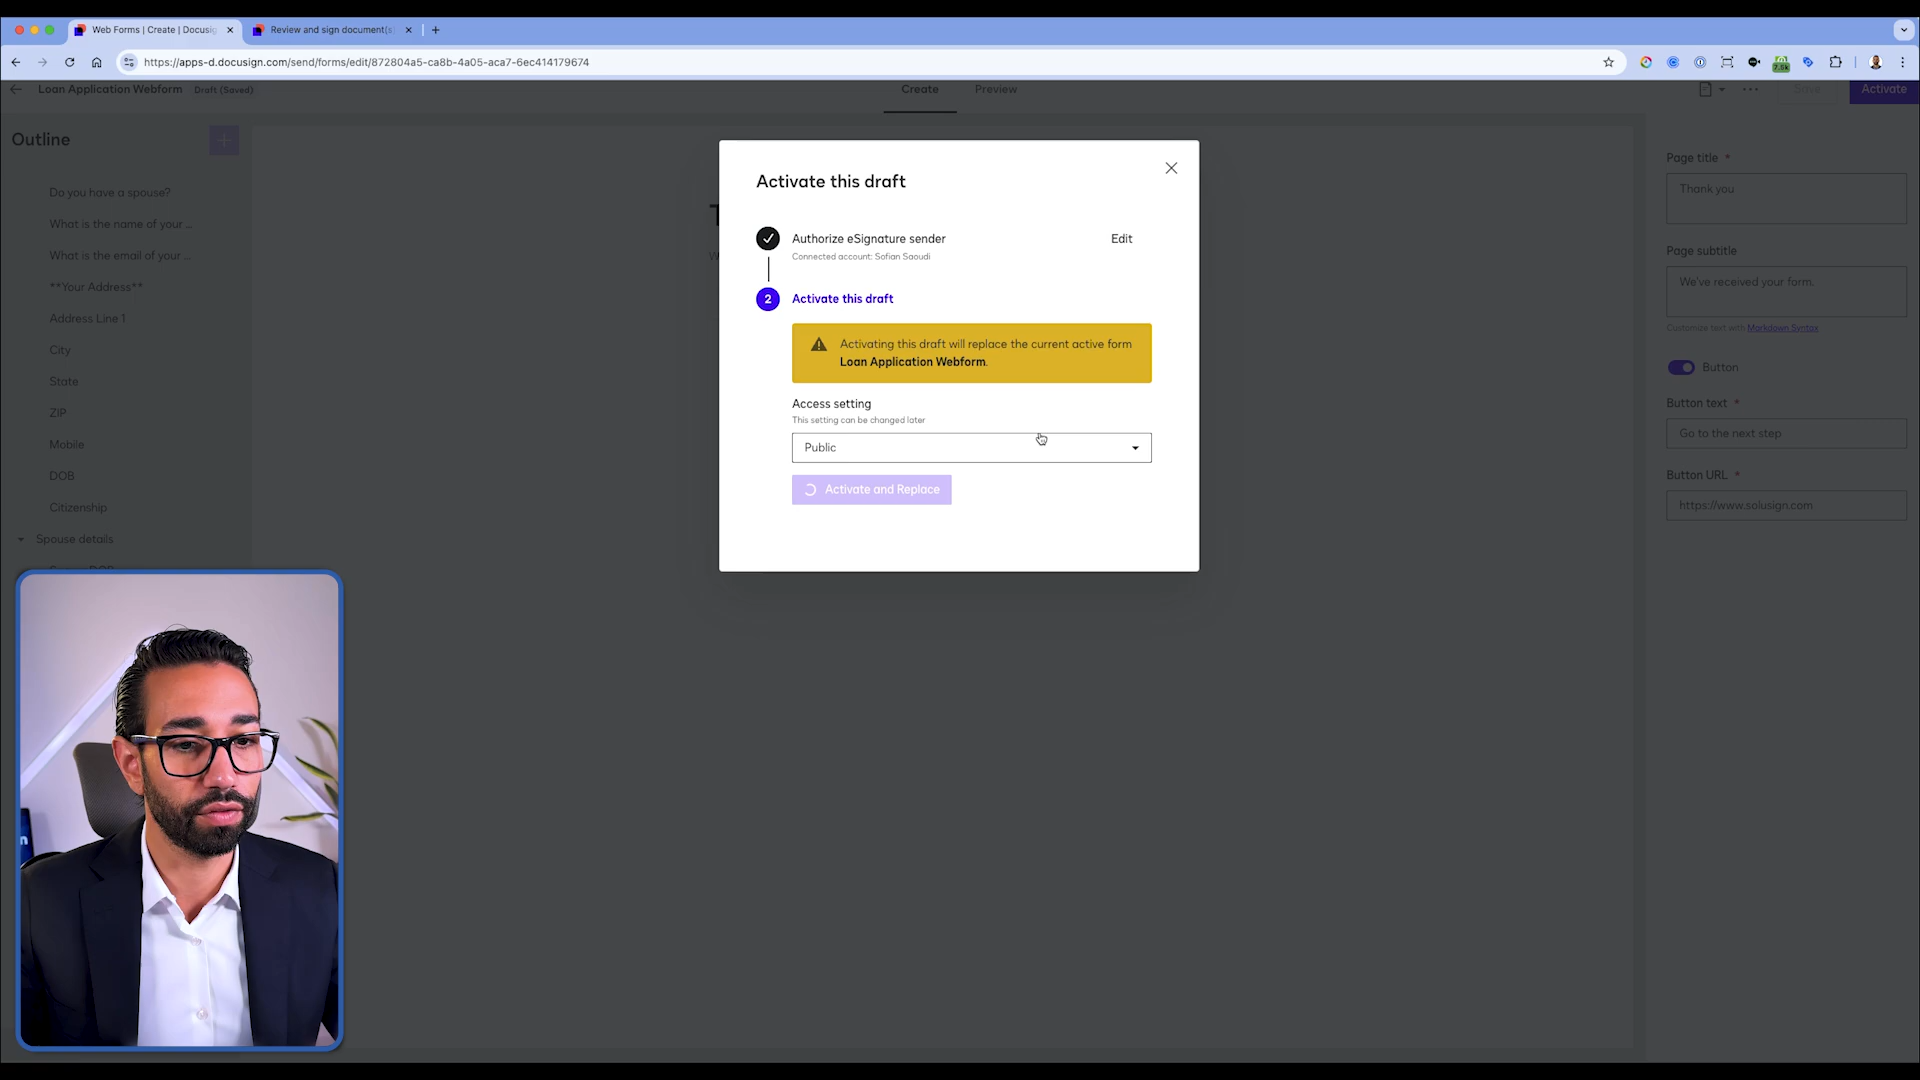 Web Forms | Create | Docusig
Review and sign document(s)
https://apps-d.docusign.com/send/forms/edit/872804a5-ca8b-4a05-aca7-6ec414179674
7.5k
Loan Application Webform
Draft (Saved)
Create
Preview
Save
Activate
Outline
Do you have a spouse?
What is the name of your ...
What is the email of your ...
**Your Address**
Address Line 1
City
State
ZIP
Mobile
DOB
Citizenship
Spouse details
Activate this draft
Authorize eSignature sender
Edit
Connected account: Sofian Saoudi
2
Activate this draft
Activating this draft will replace the current active form
Loan Application Webform.
Access setting
This setting can be changed later
Public
Activate and Replace
Page title *
Thank you
Page subtitle
We've received your form.
Customize text with Markdown Syntax
Button
Button text *
Go to the next step
Button URL *
https://www.solusign.com